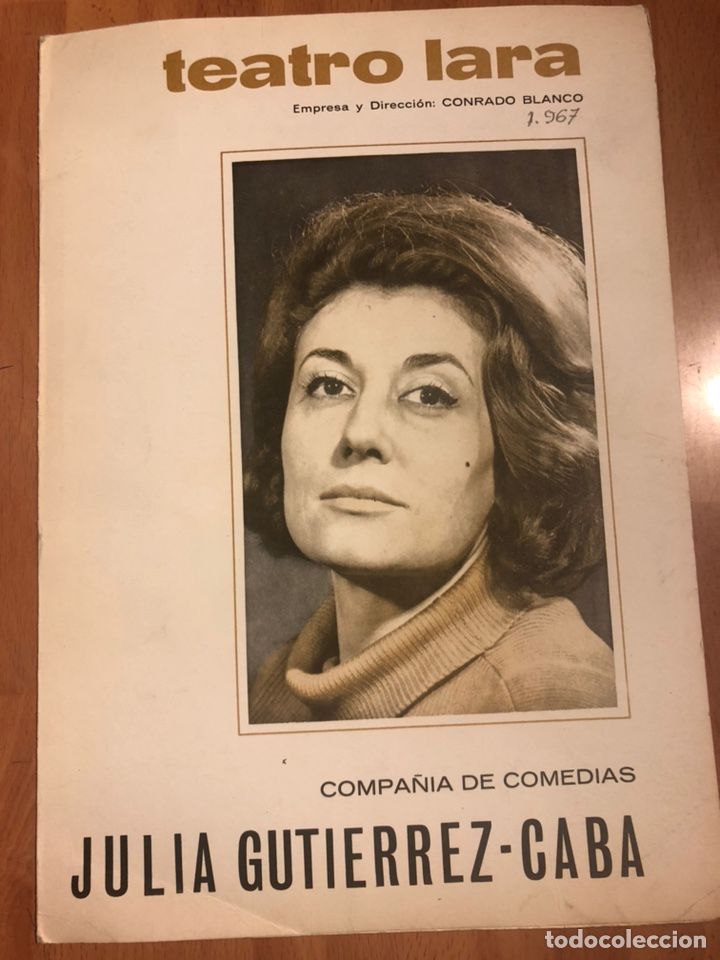 teatro lara
Empresa y Dirección: CONRADO BLANCO
1.967
COMPAÑIA DE COMEDIAS
JULIA GUTIERREZ-CABA
todocoleccion